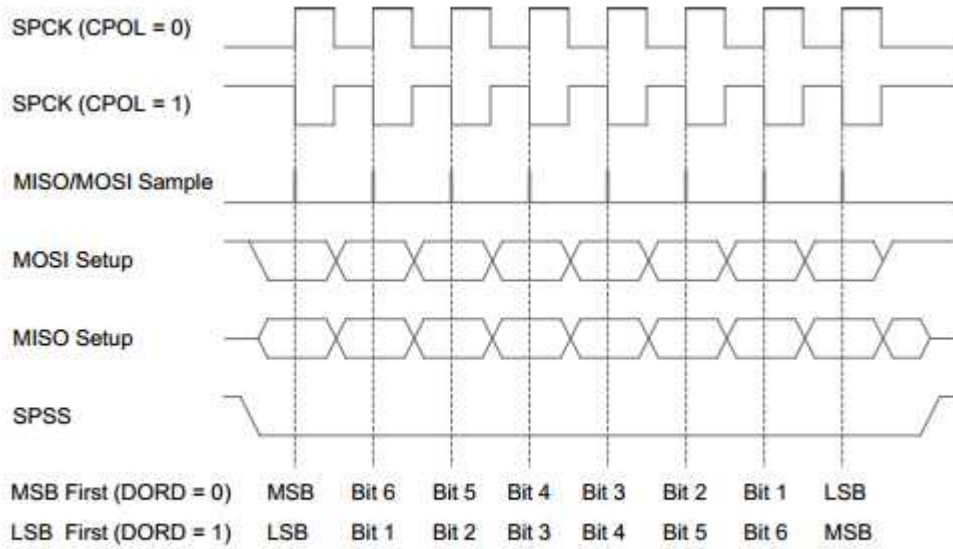 SPCK (CPOL = 0)
SPCK (CPOL = 1)
MISO/MOSI Sample
MOSI Setup
MISO Setup
SPSS
MSB First (DORD = 0) MSB Bit 6 Bit 5 Bit 4 Bit 3 Bit 2 Bit 1 LSB
LSB First (DORD = 1) LSB Bit 1 Bit 2 Bit 3 Bit 4 Bit 5 Bit 6 MSB